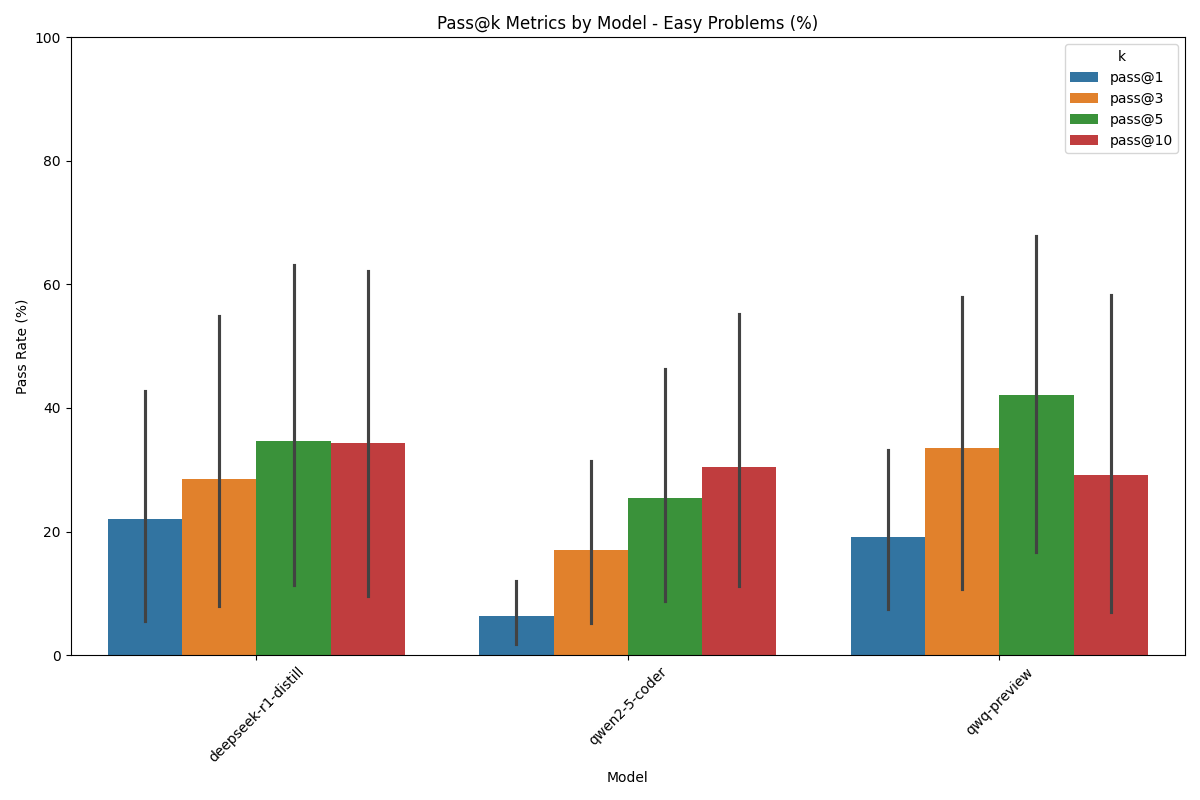 Pass@k Metrics by Model - Easy Problems (%)
k
pass@1
pass@3
pass@5
pass@10
Pass Rate (%)
100
80
60
40
20
0
deepseek-r1-distill
qwen2-5-coder
qwq-preview
Model